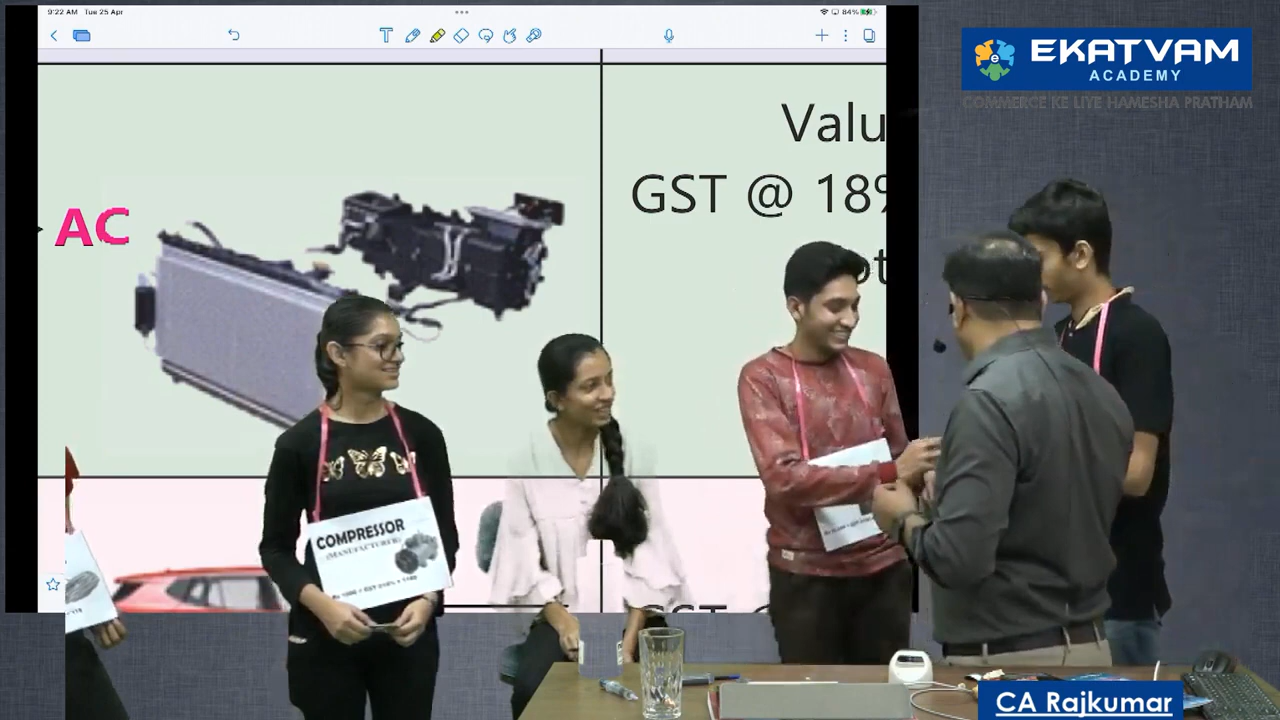 9:22 AM Tue 25 Apr
84%
EKATVAM
ACADEMY
COMMERCE KE LIYE HAMESHA PRATHAM
Valu
GST @ 18%
AC
COMPRESSOR
(MANUFACTURER)
GST
CA Rajkumar